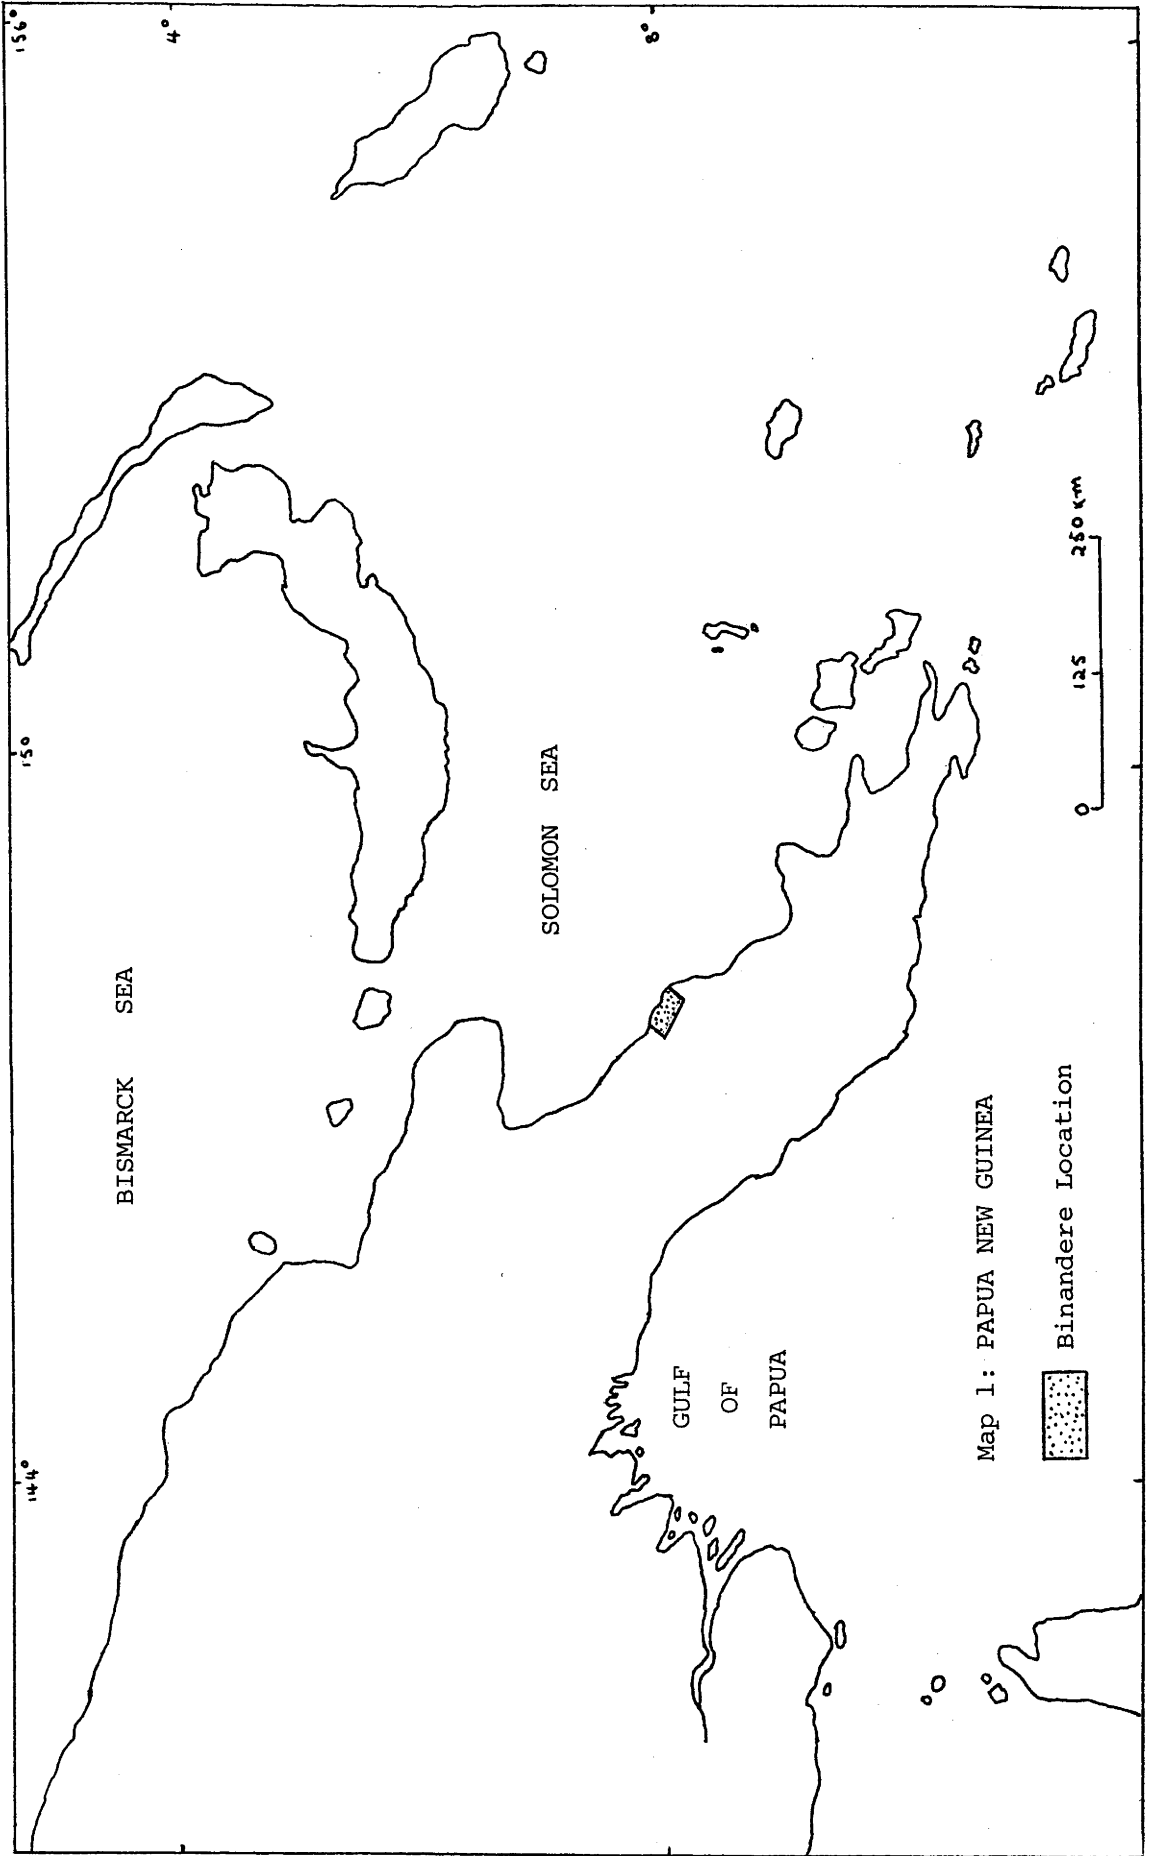 144°
150°
156°
4°
8°
BISMARCK SEA
SOLOMON SEA
GULF
OF
PAPUA
0 125 250 km
Map 1: PAPUA NEW GUINEA
Binandere Location